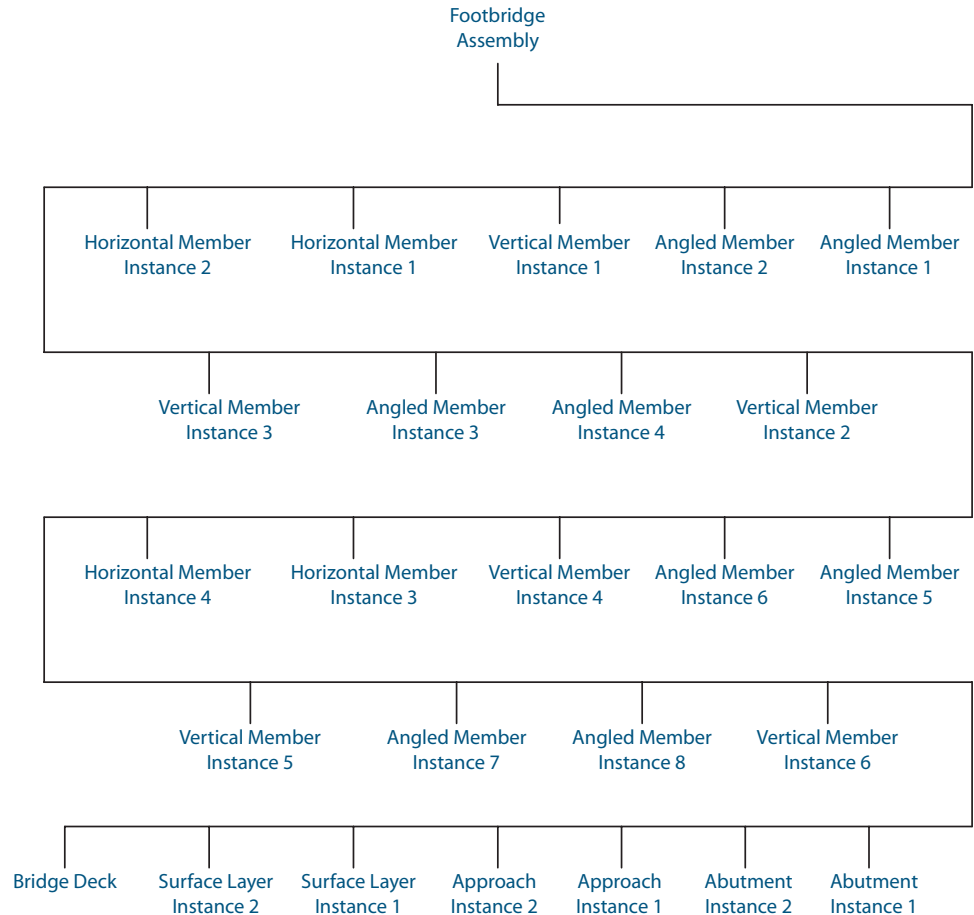 Footbridge
Assembly
Horizontal Member
Instance 2
Horizontal Member
Instance 1
Vertical Member
Instance 1
Angled Member
Instance 2
Angled Member
Instance 1
Vertical Member
Instance 3
Angled Member
Instance 3
Angled Member
Instance 4
Vertical Member
Instance 2
Horizontal Member
Instance 4
Horizontal Member
Instance 3
Vertical Member
Instance 4
Angled Member
Instance 6
Angled Member
Instance 5
Vertical Member
Instance 5
Angled Member
Instance 7
Angled Member
Instance 8
Vertical Member
Instance 6
Bridge Deck
Surface Layer
Instance 2
Surface Layer
Instance 1
Approach
Instance 2
Approach
Instance 1
Abutment
Instance 2
Abutment
Instance 1